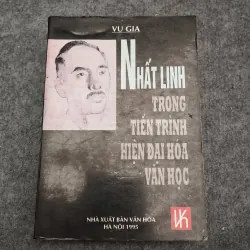 VU GIA
NHẤT LINH
TRONG
TIẾN TRÌNH
HIỆN ĐẠI HÓA
VĂN HỌC
NHÀ XUẤT BẢN VĂN HÓA
HÀ NỘI 1995